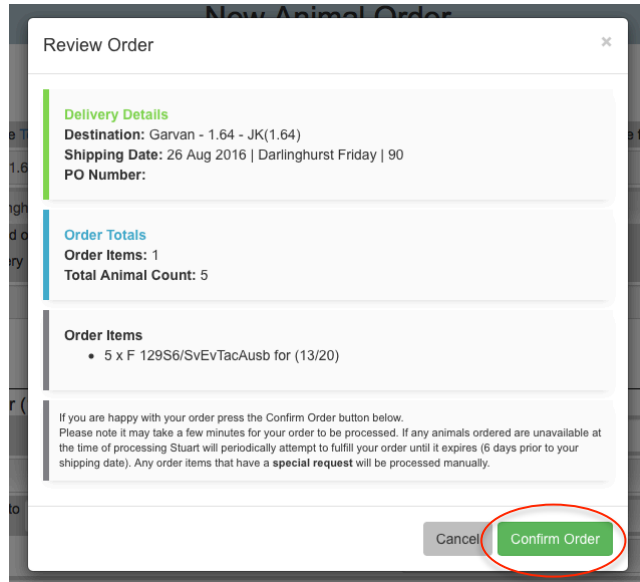 New Animal Order
Review Order
×
Delivery Details
Destination: Garvan - 1.64 - JK(1.64)
Shipping Date: 26 Aug 2016 | Darlinghurst Friday | 90
PO Number:
Order Totals
Order Items: 1
Total Animal Count: 5
Order Items
• 5 x F 129S6/SvEvTacAusb for (13/20)
If you are happy with your order press the Confirm Order button below.
Please note it may take a few minutes for your order to be processed. If any animals ordered are unavailable at
the time of processing Stuart will periodically attempt to fulfill your order until it expires (6 days prior to your
shipping date). Any order items that have a special request will be processed manually.
to
Cancel Confirm Order